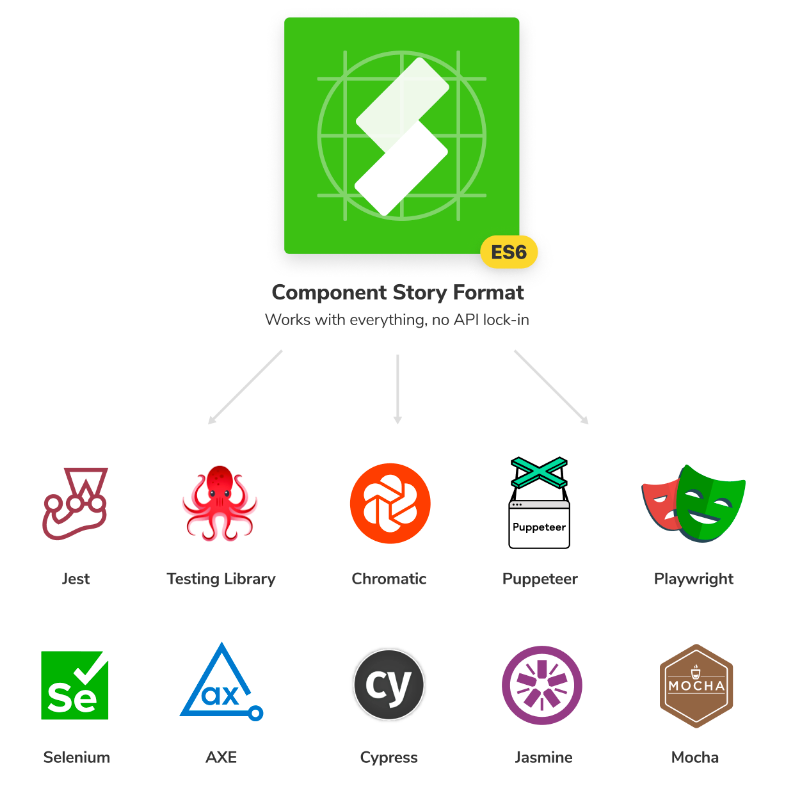 ES6
Component Story Format
Works with everything, no API lock-in
Puppeteer
Jest
Testing Library
Chromatic
Puppeteer
Playwright
Se
ax
cy
MOCHA
Selenium
AXE
Cypress
Jasmine
Mocha